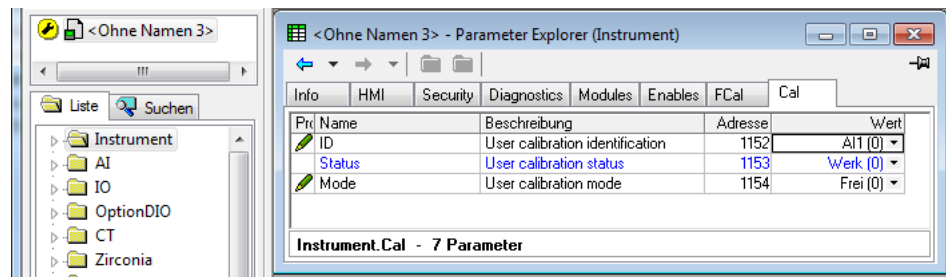 <Ohne Namen 3>
Liste
Suchen
Instrument
AI
IO
OptionDIO
CT
Zirconia
<Ohne Namen 3> - Parameter Explorer (Instrument)
Info HMI Security Diagnostics Modules Enables FCal Cal
Prc Name Beschreibung Adresse Wert
ID User calibration identification 1152 AI1 (0)
Status User calibration status 1153 Werk (0)
Mode User calibration mode 1154 Frei (0)
Instrument.Cal - 7 Parameter